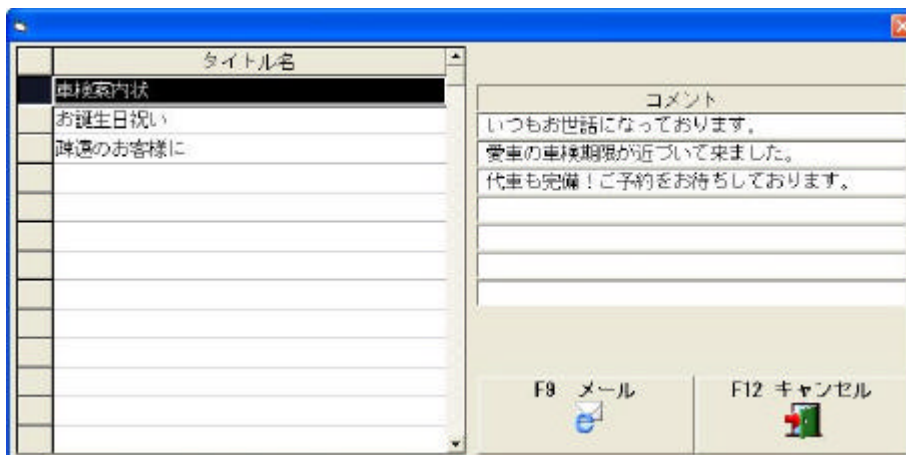 タイトル名
車検案内状
お誕生日祝い
疎遠のお客様に
コメント
いつもお世話になっております。
愛車の車検期限が近づいて来ました。
代車も完備！ご予約をお待ちしております。
F9 メール
F12 キャンセル